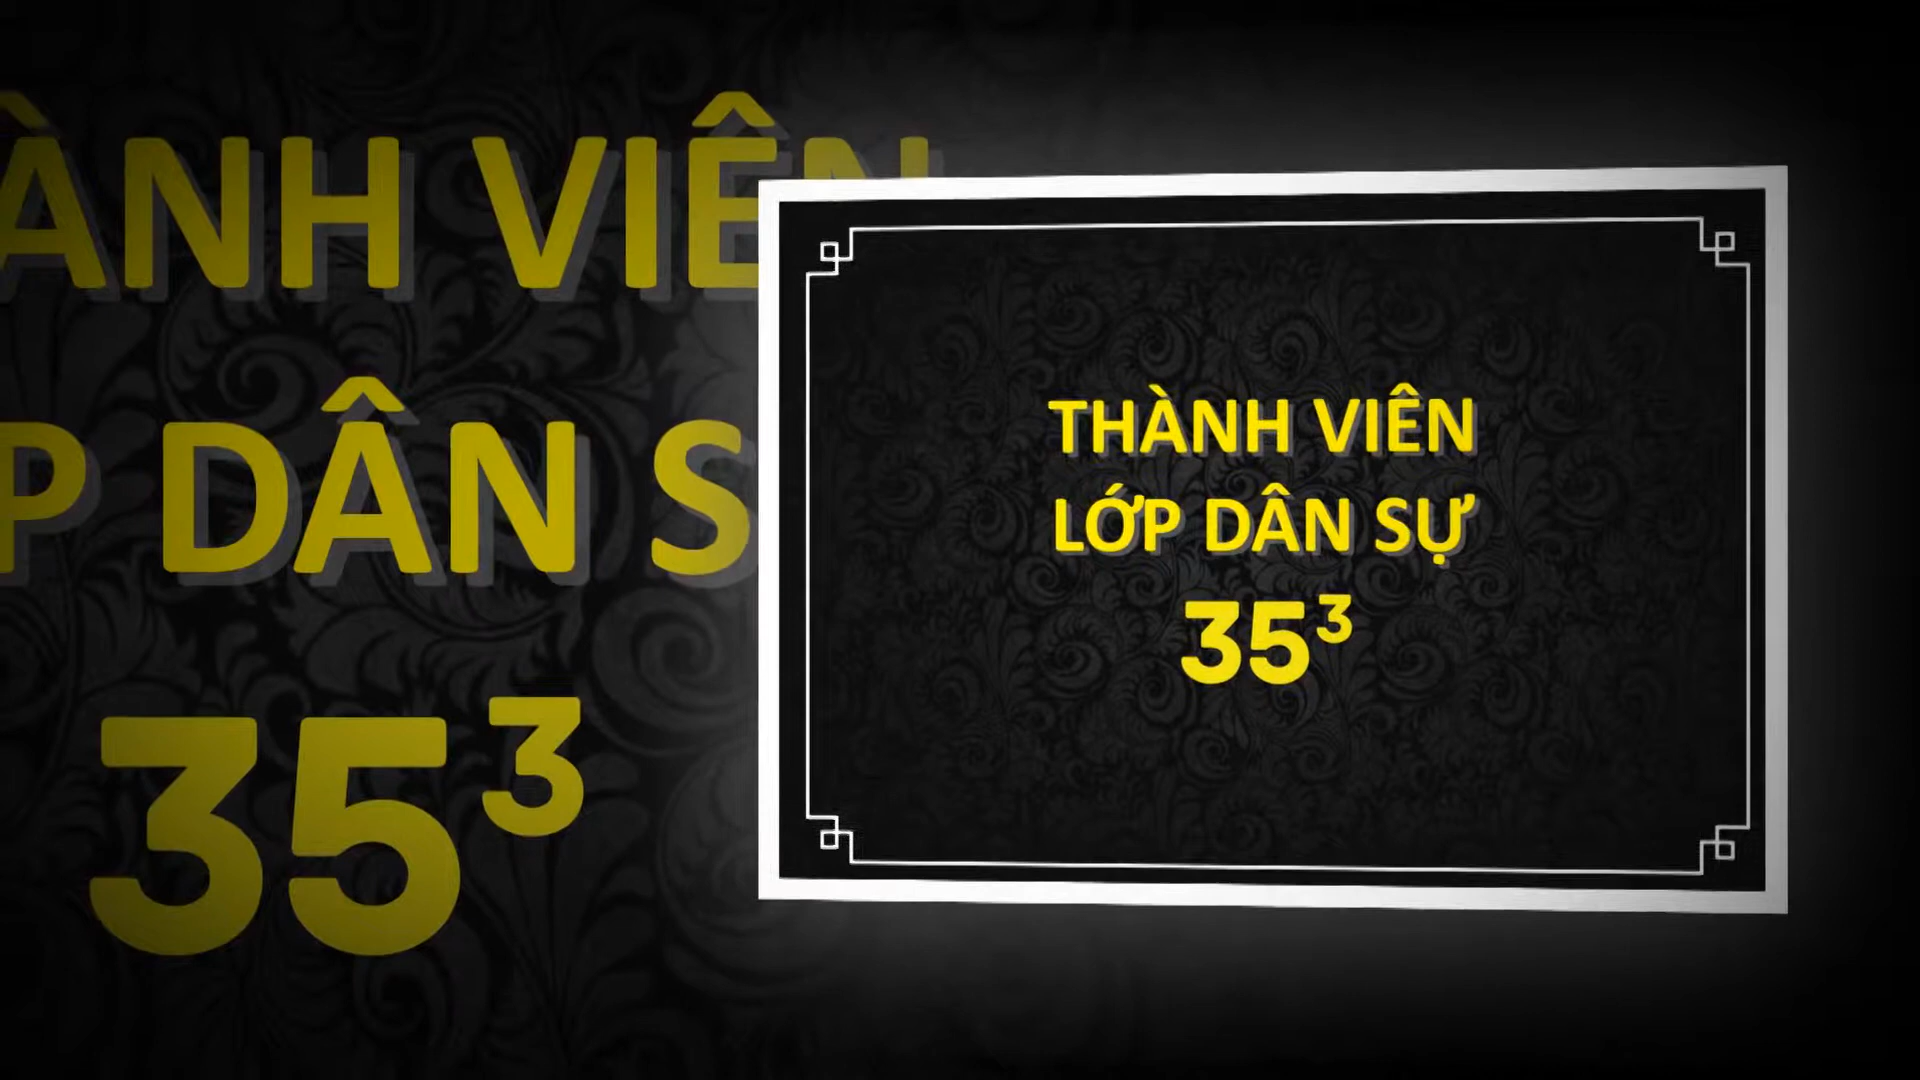 THÀNH VIÊN
LỚP DÂN SỰ
35³
ÀNH VIÊN
P DÂN S
35³